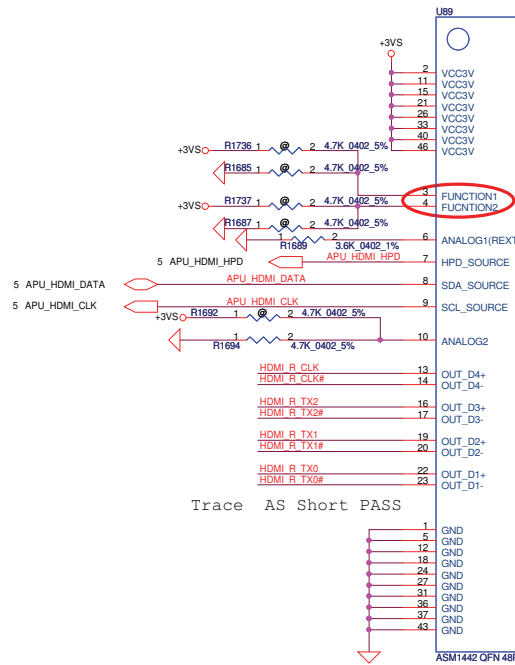 U89
+3VS
2 VCC3V
11 VCC3V
15 VCC3V
21 VCC3V
26 VCC3V
33 VCC3V
40 VCC3V
46 VCC3V
+3VS R1736 1 @ 2 4.7K_0402_5%
R1685 1 @ 2 4.7K_0402_5%
3 FUNCTION1
+3VS R1737 1 @ 2 4.7K_0402_5%
4 FUCNTION2
R1687 1 @ 2 4.7K_0402_5%
R1689 1 2 3.6K_0402_1%
6 ANALOG1(REXT
5 APU_HDMI_HPD APU_HDMI_HPD 7 HPD_SOURCE
5 APU_HDMI_DATA APU_HDMI_DATA 8 SDA_SOURCE
5 APU_HDMI_CLK APU_HDMI_CLK 9 SCL_SOURCE
+3VS R1692 1 @ 2 4.7K_0402_5%
R1694 1 2 4.7K_0402_5%
10 ANALOG2
HDMI_R_CLK 13 OUT_D4+
HDMI_R_CLK# 14 OUT_D4-
HDMI_R_TX2 16 OUT_D3+
HDMI_R_TX2# 17 OUT_D3-
HDMI_R_TX1 19 OUT_D2+
HDMI_R_TX1# 20 OUT_D2-
HDMI_R_TX0 22 OUT_D1+
HDMI_R_TX0# 23 OUT_D1-
Trace AS Short PASS
1 GND
5 GND
12 GND
18 GND
24 GND
27 GND
31 GND
36 GND
37 GND
43 GND
ASM1442 QFN 48P